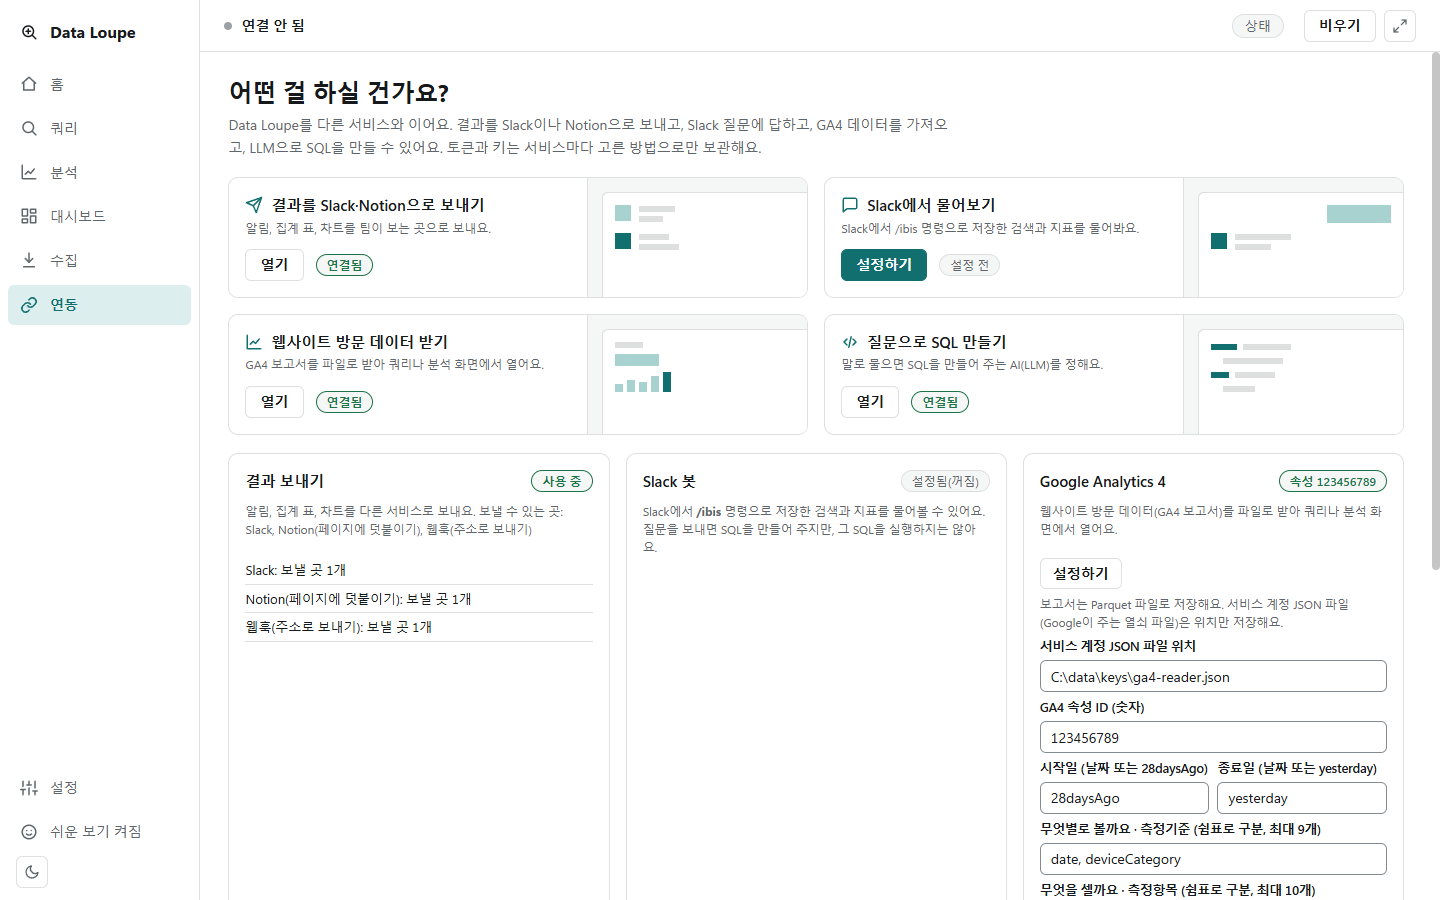 Data Loupe
홈
쿼리
분석
대시보드
수집
연동
설정
쉬운 보기 켜짐
연결 안 됨
상태
비우기
어떤 걸 하실 건가요?
Data Loupe를 다른 서비스와 이어요. 결과를 Slack이나 Notion으로 보내고, Slack 질문에 답하고, GA4 데이터를 가져오
고, LLM으로 SQL을 만들 수 있어요. 토큰과 키는 서비스마다 고른 방법으로만 보관해요.
결과를 Slack·Notion으로 보내기
알림, 집계 표, 차트를 팀이 보는 곳으로 보내요.
열기
연결됨
Slack에서 물어보기
Slack에서 /ibis 명령으로 저장한 검색과 지표를 물어봐요.
설정하기
설정 전
웹사이트 방문 데이터 받기
GA4 보고서를 파일로 받아 쿼리나 분석 화면에서 열어요.
열기
연결됨
질문으로 SQL 만들기
말로 물으면 SQL을 만들어 주는 AI(LLM)를 정해요.
열기
연결됨
결과 보내기
사용 중
알림, 집계 표, 차트를 다른 서비스로 보내요. 보낼 수 있는 곳:
Slack, Notion(페이지에 덧붙이기), 웹훅(주소로 보내기)
Slack: 보낼 곳 1개
Notion(페이지에 덧붙이기): 보낼 곳 1개
웹훅(주소로 보내기): 보낼 곳 1개
Slack 봇
설정됨(꺼짐)
Slack에서 /ibis 명령으로 저장한 검색과 지표를 물어볼 수 있어요.
질문을 보내면 SQL을 만들어 주지만, 그 SQL을 실행하지는 않아
요.
Google Analytics 4
속성 123456789
웹사이트 방문 데이터(GA4 보고서)를 파일로 받아 쿼리나 분석 화
면에서 열어요.
설정하기
보고서는 Parquet 파일로 저장해요. 서비스 계정 JSON 파일
(Google이 주는 열쇠 파일)은 위치만 저장해요.
서비스 계정 JSON 파일 위치
C:\data\keys\ga4-reader.json
GA4 속성 ID (숫자)
123456789
시작일 (날짜 또는 28daysAgo)
종료일 (날짜 또는 yesterday)
28daysAgo
yesterday
무엇별로 볼까요 · 측정기준 (쉼표로 구분, 최대 9개)
date, deviceCategory
무엇을 셀까요 · 측정항목 (쉼표로 구분, 최대 10개)